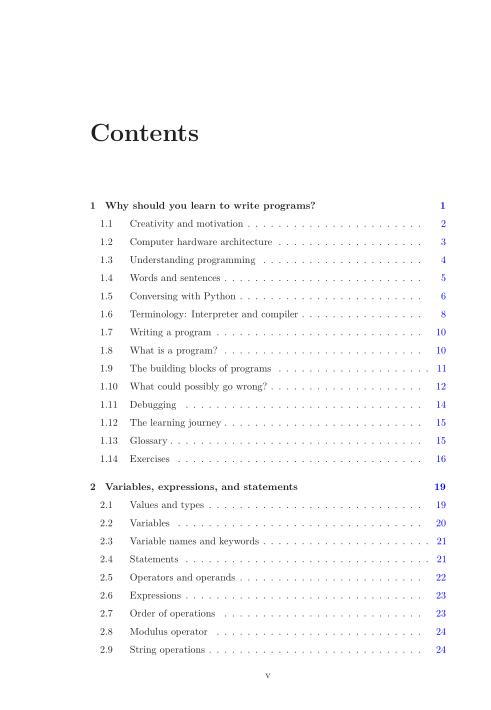 Contents
1 Why should you learn to write programs? 1
1.1 Creativity and motivation . . . . . . . . . . . . . . . . . . . . . . . 2
1.2 Computer hardware architecture . . . . . . . . . . . . . . . . . . . 3
1.3 Understanding programming . . . . . . . . . . . . . . . . . . . . . 4
1.4 Words and sentences . . . . . . . . . . . . . . . . . . . . . . . . . . 5
1.5 Conversing with Python . . . . . . . . . . . . . . . . . . . . . . . . 6
1.6 Terminology: Interpreter and compiler . . . . . . . . . . . . . . . . 8
1.7 Writing a program . . . . . . . . . . . . . . . . . . . . . . . . . . . 10
1.8 What is a program? . . . . . . . . . . . . . . . . . . . . . . . . . . 10
1.9 The building blocks of programs . . . . . . . . . . . . . . . . . . . . 11
1.10 What could possibly go wrong? . . . . . . . . . . . . . . . . . . . . 12
1.11 Debugging . . . . . . . . . . . . . . . . . . . . . . . . . . . . . . . 14
1.12 The learning journey . . . . . . . . . . . . . . . . . . . . . . . . . . 15
1.13 Glossary . . . . . . . . . . . . . . . . . . . . . . . . . . . . . . . . 15
1.14 Exercises . . . . . . . . . . . . . . . . . . . . . . . . . . . . . . . . 16
2 Variables, expressions, and statements 19
2.1 Values and types . . . . . . . . . . . . . . . . . . . . . . . . . . . . 19
2.2 Variables . . . . . . . . . . . . . . . . . . . . . . . . . . . . . . . . 20
2.3 Variable names and keywords . . . . . . . . . . . . . . . . . . . . . . 21
2.4 Statements . . . . . . . . . . . . . . . . . . . . . . . . . . . . . . . . 21
2.5 Operators and operands . . . . . . . . . . . . . . . . . . . . . . . . 22
2.6 Expressions . . . . . . . . . . . . . . . . . . . . . . . . . . . . . . . 23
2.7 Order of operations . . . . . . . . . . . . . . . . . . . . . . . . . . 23
2.8 Modulus operator . . . . . . . . . . . . . . . . . . . . . . . . . . . 24
2.9 String operations . . . . . . . . . . . . . . . . . . . . . . . . . . . . 24
v